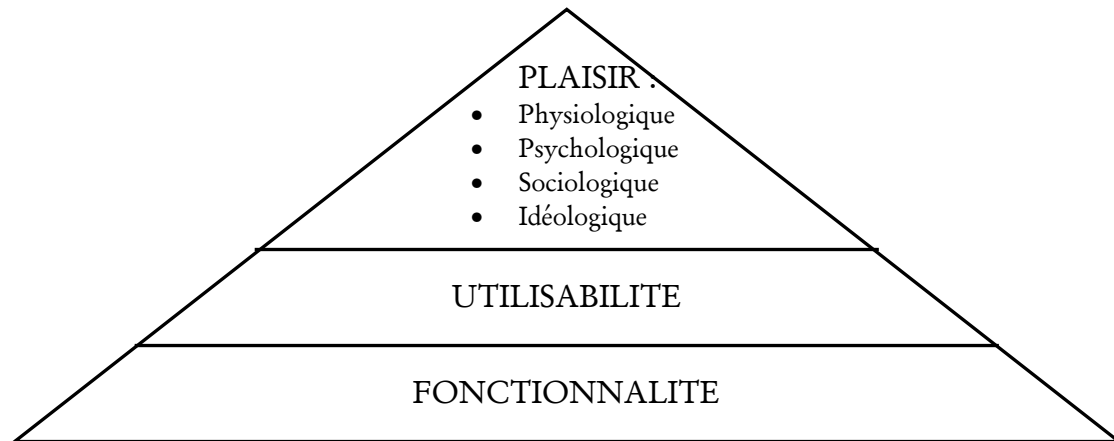 PLAISIR :
• Physiologique
• Psychologique
• Sociologique
• Idéologique
UTILISABILITE
FONCTIONNALITE